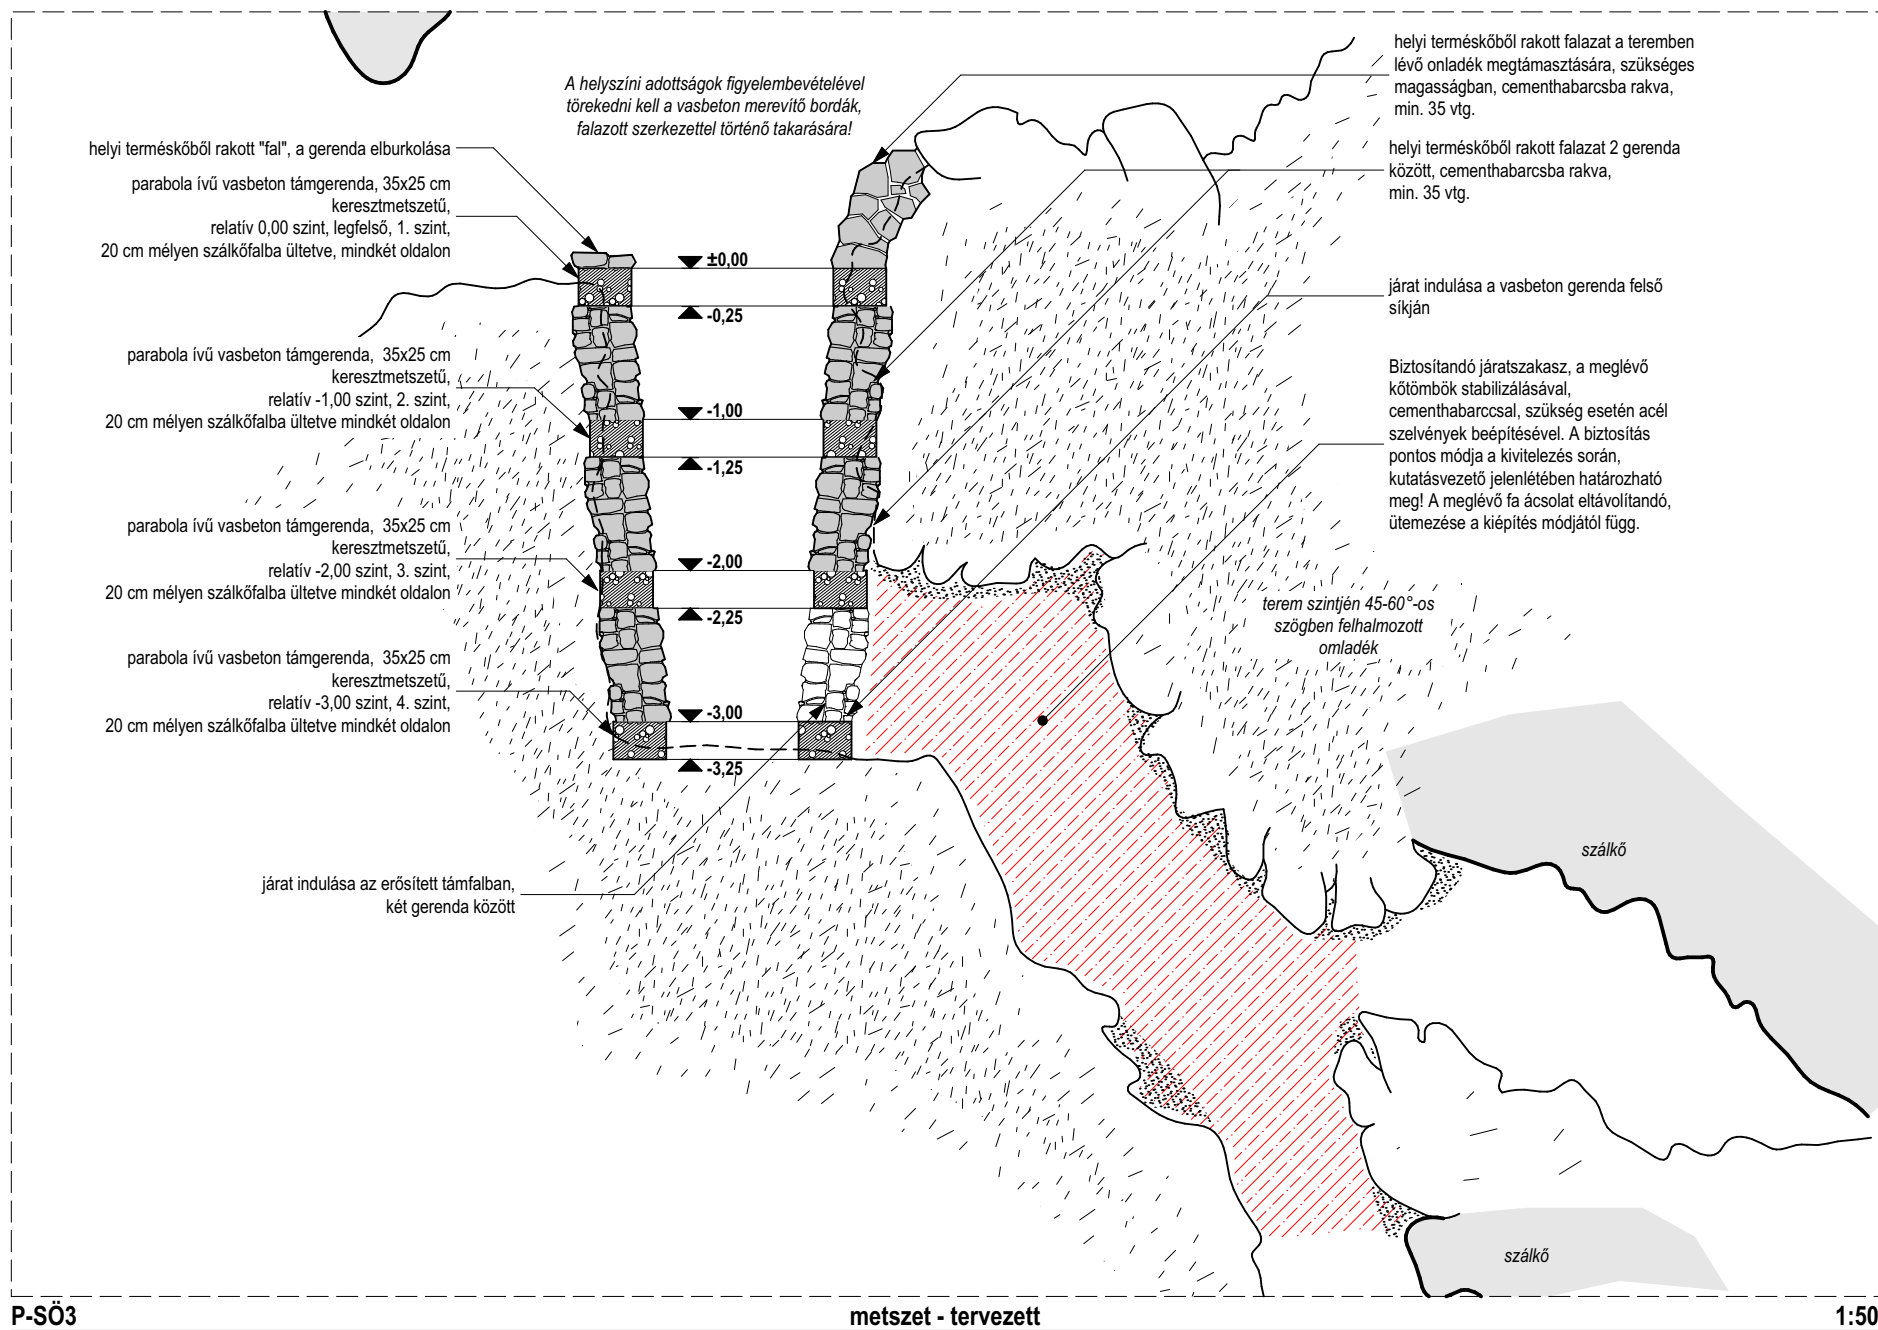 A helyszíni adottságok figyelembevételével
törekedni kell a vasbeton merevítő bordák,
falazott szerkezettel történő takarására!
helyi terméskőből rakott "fal", a gerenda elburkolása
parabola ívű vasbeton támgerenda, 35x25 cm
keresztmetszetű,
relatív 0,00 szint, legfelső, 1. szint,
20 cm mélyen szálkőfalba ültetve, mindkét oldalon
parabola ívű vasbeton támgerenda, 35x25 cm
keresztmetszetű,
relatív -1,00 szint, 2. szint,
20 cm mélyen szálkőfalba ültetve mindkét oldalon
parabola ívű vasbeton támgerenda, 35x25 cm
keresztmetszetű,
relatív -2,00 szint, 3. szint,
20 cm mélyen szálkőfalba ültetve mindkét oldalon
parabola ívű vasbeton támgerenda, 35x25 cm
keresztmetszetű,
relatív -3,00 szint, 4. szint,
20 cm mélyen szálkőfalba ültetve mindkét oldalon
járat indulása az erősített támfalban,
két gerenda között
±0,00
-0,25
-1,00
-1,25
-2,00
-2,25
-3,00
-3,25
helyi terméskőből rakott falazat a teremben
lévő onladék megtámasztására, szükséges
magasságban, cementhabarcsba rakva,
min. 35 vtg.
helyi terméskőből rakott falazat 2 gerenda
között, cementhabarcsba rakva,
min. 35 vtg.
járat indulása a vasbeton gerenda felső
síkján
Biztosítandó járatszakasz, a meglévő
kőtömbök stabilizálásával,
cementhabarccsal, szükség esetén acél
szelvények beépítésével. A biztosítás
pontos módja a kivitelezés során,
kutatásvezető jelenlétében határozható
meg! A meglévő fa ácsolat eltávolítandó,
ütemezése a kiépítés módjától függ.
terem szintjén 45-60°-os
szögben felhalmozott
omladék
szálkő
szálkő
P-SÖ3
metszet - tervezett
1:50